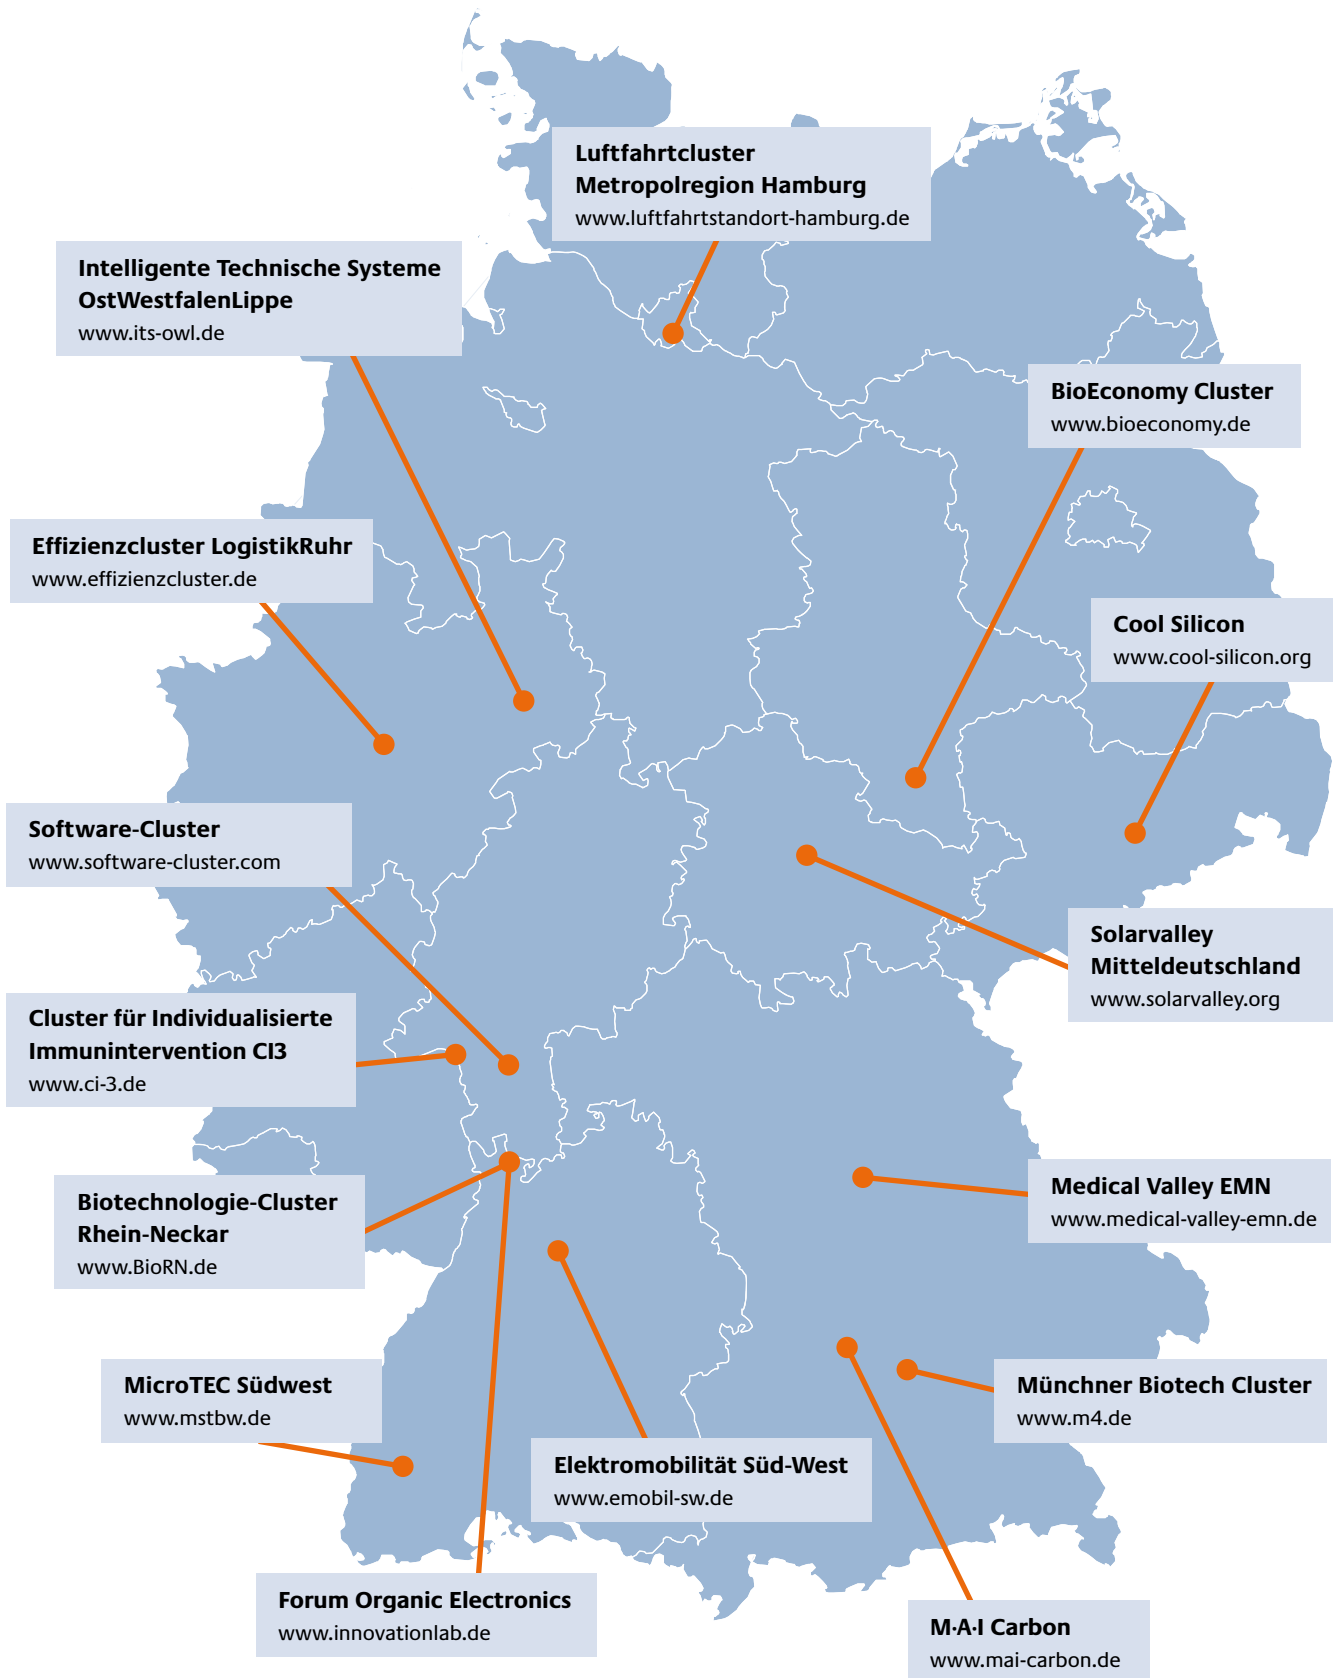 Luftfahrtcluster
Metropolregion Hamburg
www.luftfahrtstandort-hamburg.de
Intelligente Technische Systeme
OstWestfalenLippe
www.its-owl.de
BioEconomy Cluster
www.bioeconomy.de
Effizienzcluster LogistikRuhr
www.effizienzcluster.de
Cool Silicon
www.cool-silicon.org
Software-Cluster
www.software-cluster.com
Solarvalley
Mitteldeutschland
www.solarvalley.org
Cluster für Individualisierte
Immunintervention CI3
www.ci-3.de
Biotechnologie-Cluster
Rhein-Neckar
www.BioRN.de
Medical Valley EMN
www.medical-valley-emn.de
MicroTEC Südwest
www.mstbw.de
Münchner Biotech Cluster
www.m4.de
Elektromobilität Süd-West
www.emobil-sw.de
Forum Organic Electronics
www.innovationlab.de
M·A·I Carbon
www.mai-carbon.de